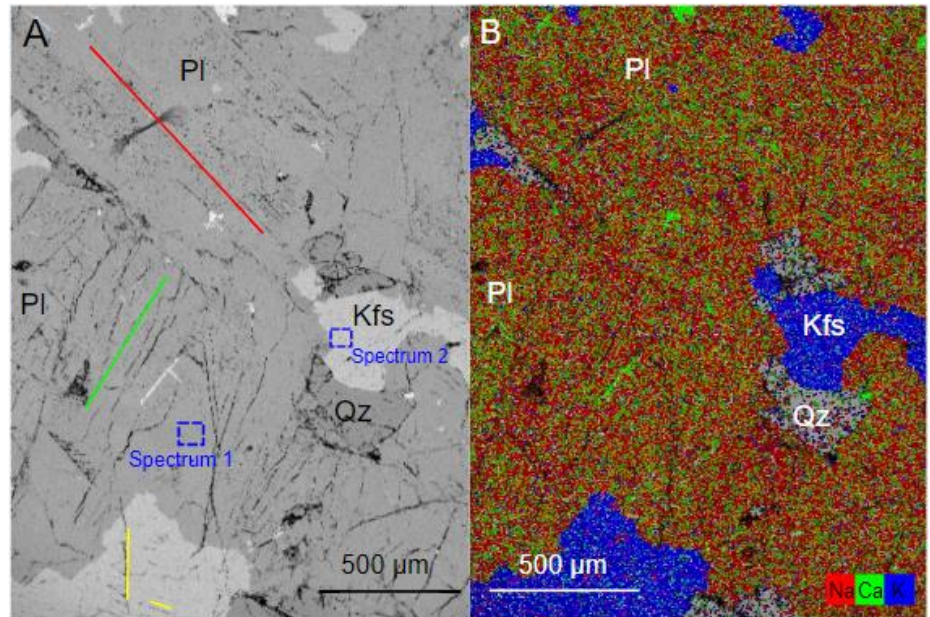 A
Pl
Pl
Kfs
Spectrum 2
Qz
Spectrum 1
500 µm
B
Pl
Pl
Kfs
Qz
500 µm
Na Ca K